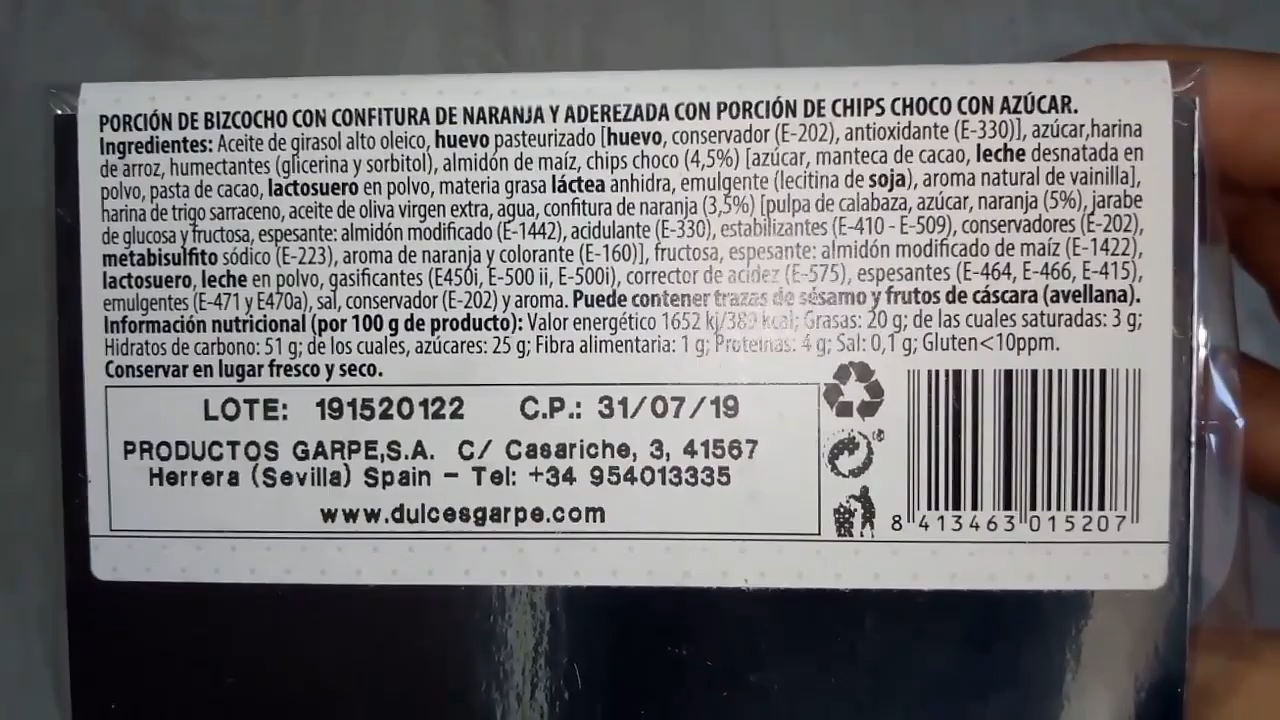 PORCIÓN DE BIZCOCHO CON CONFITURA DE NARANJA Y ADEREZADA CON PORCIÓN DE CHIPS CHOCO CON AZÚCAR.
Ingredientes: Aceite de girasol alto oleico, huevo pasteurizado [huevo, conservador (E-202), antioxidante (E-330)], azúcar,harina
de arroz, humectantes (glicerina y sorbitol), almidón de maíz, chips choco (4,5%) [azúcar, manteca de cacao, leche desnatada en
polvo, pasta de cacao, lactosuero en polvo, materia grasa láctea anhidra, emulgente (lecitina de soja), aroma natural de vainilla],
harina de trigo sarraceno, aceite de oliva virgen extra, agua, confitura de naranja (3,5%) [pulpa de calabaza, azúcar, naranja (5%), jarabe
de glucosa y fructosa, espesante: almidón modificado (E-1442), acidulante (E-330), estabilizantes (E-410 - E-509), conservadores (E-202),
metabisulfito sódico (E-223), aroma de naranja y colorante (E-160)], fructosa, espesante: almidón modificado de maíz (E-1422),
lactosuero, leche en polvo, gasificantes (E450i, E-500 ii, E-500i), corrector de acidez (E-575), espesantes (E-464, E-466, E-415),
emulgentes (E-471 y E470a), sal, conservador (E-202) y aroma. Puede contener trazas de sésamo y frutos de cáscara (avellana).
Información nutricional (por 100 g de producto): Valor energético 1652 kj/ kcal; Grasas: 20 g; de las cuales saturadas: 3 g;
Hidratos de carbono: 51 g; de los cuales, azúcares: 25 g; Fibra alimentaria: 1 g; Proteínas: 4 g; Sal: 0,1 g; Gluten<10ppm.
Conservar en lugar fresco y seco.
LOTE: 191520122 C.P.: 31/07/19
PRODUCTOS GARPE,S.A. C/ Casariche, 3, 41567
Herrera (Sevilla) Spain - Tel: +34 954013335
www.dulcesgarpe.com
8 413463 015207